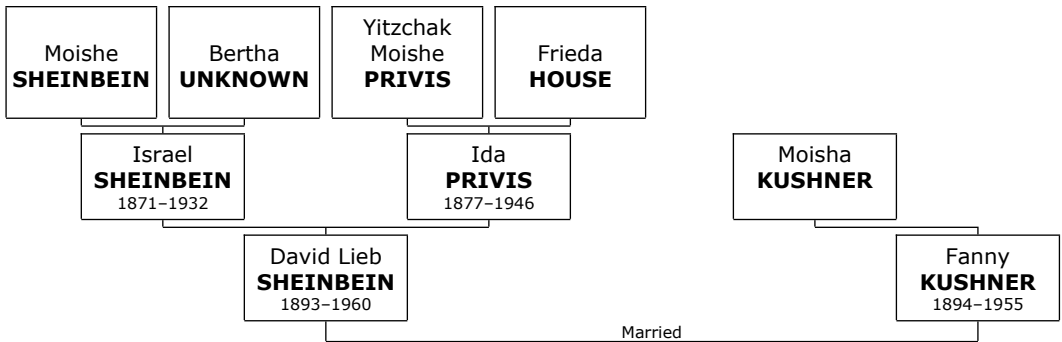 Moishe
SHEINBEIN
Bertha
UNKNOWN
Yitzchak
Moishe
PRIVIS
Frieda
HOUSE
Israel
SHEINBEIN
1871–1932
Ida
PRIVIS
1877–1946
Moisha
KUSHNER
David Lieb
SHEINBEIN
1893–1960
Fanny
KUSHNER
1894–1955
Married